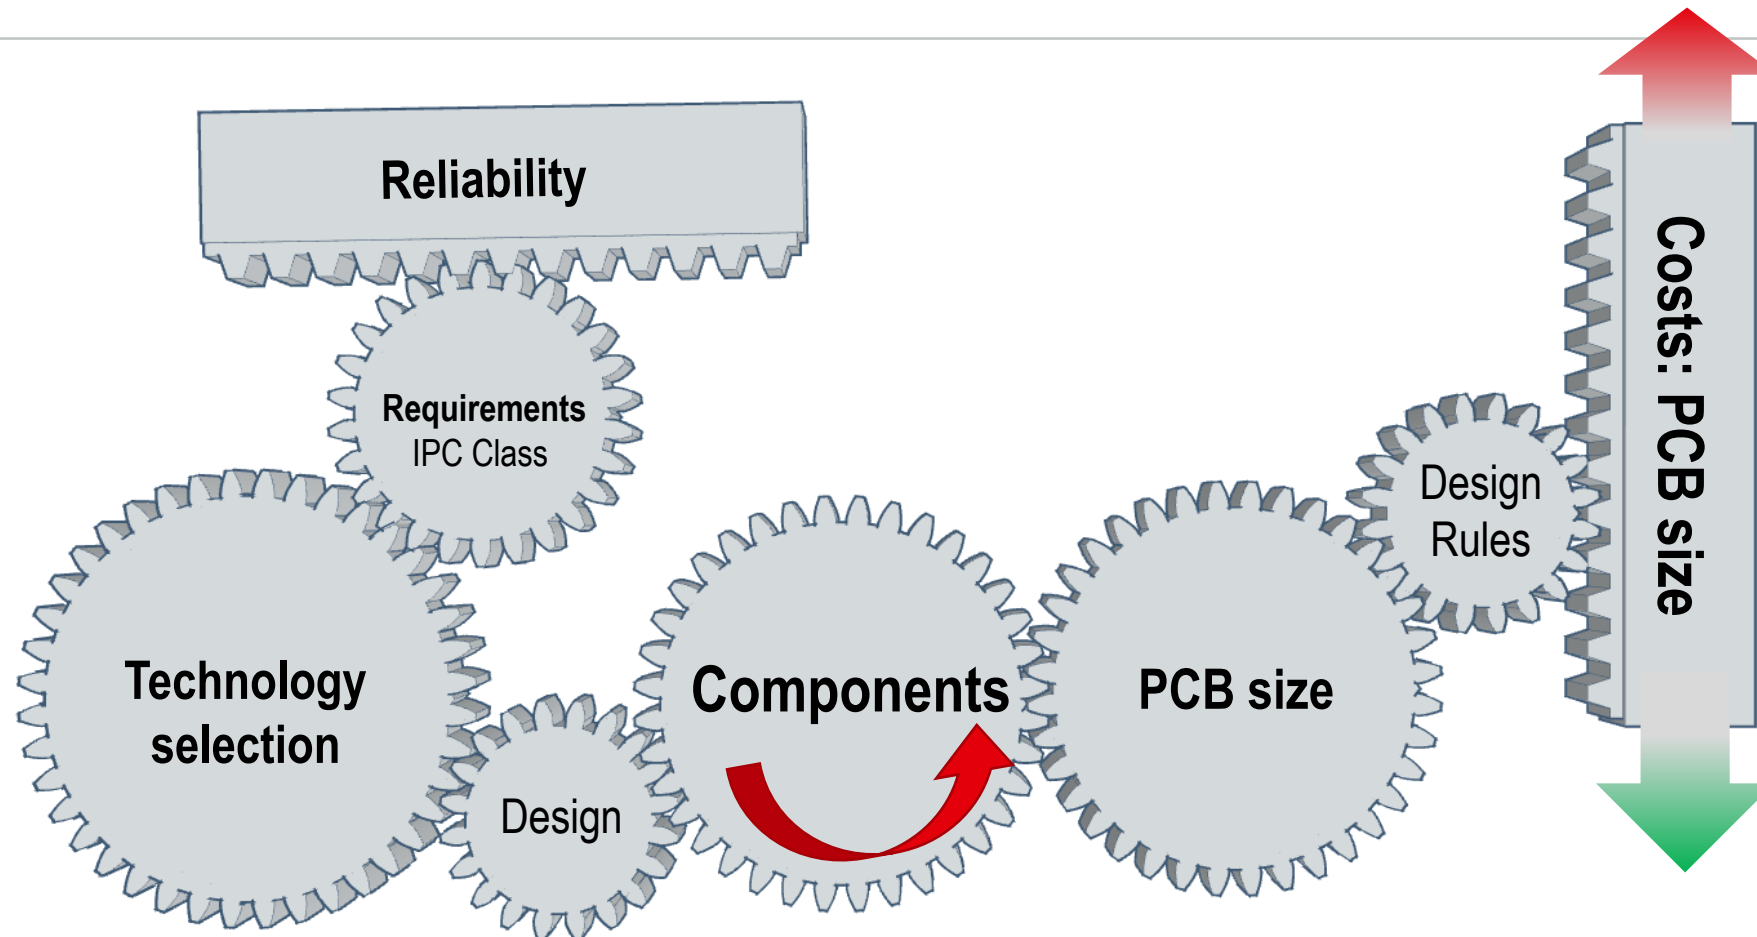 Reliability
Requirements
IPC Class
Technology
selection
Design
Components
PCB size
Design
Rules
Costs: PCB size